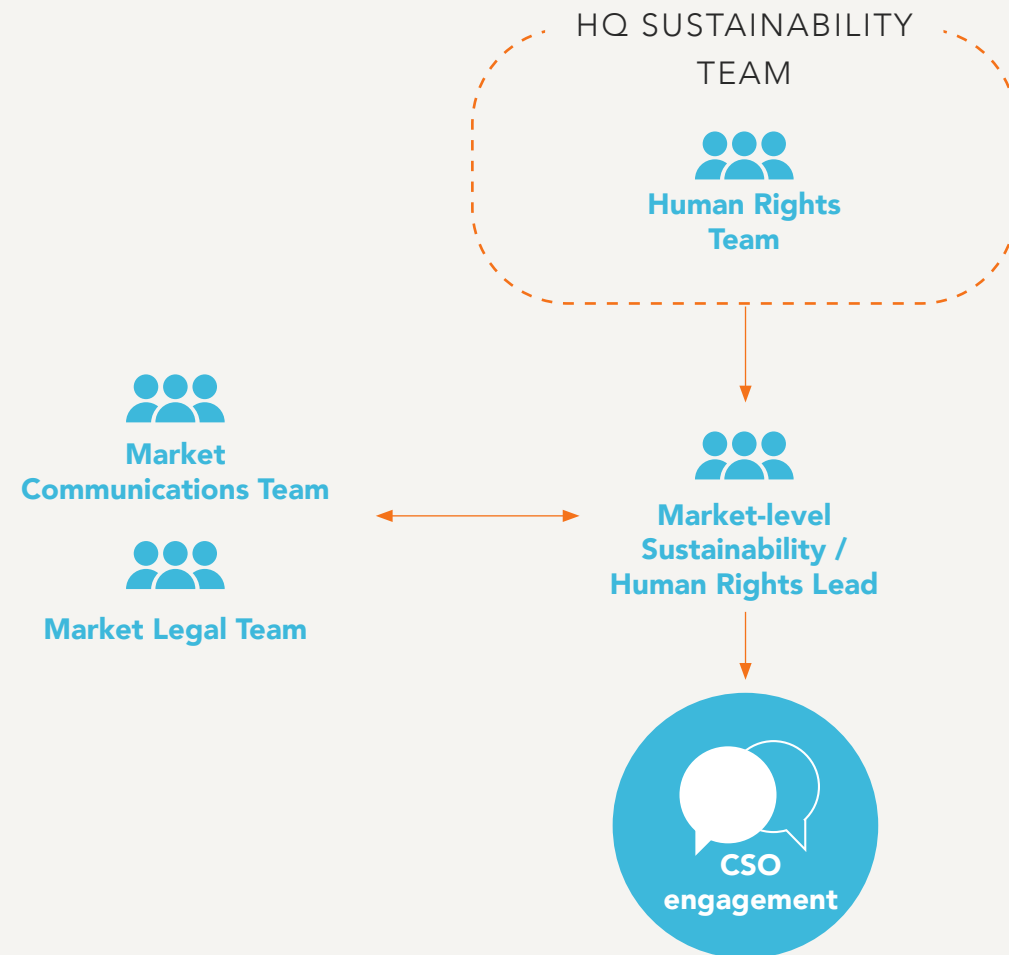 HQ SUSTAINABILITY
TEAM
Human Rights
Team
Market
Communications Team
Market Legal Team
Market-level
Sustainability /
Human Rights Lead
CSO
engagement